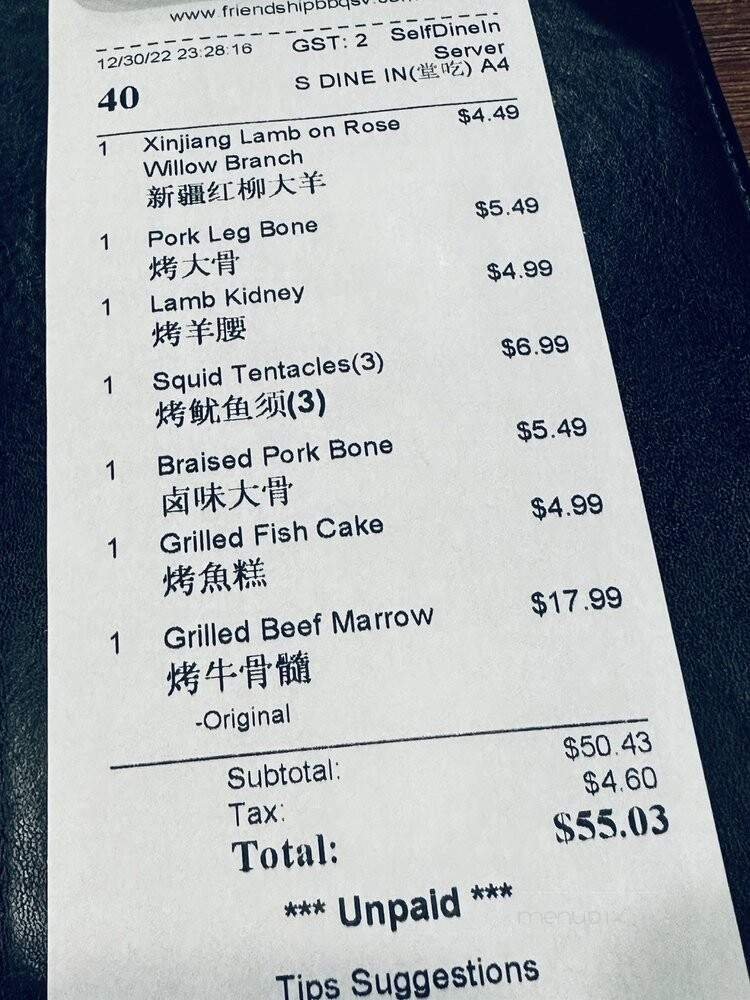 12/30/22 23:28:16 GST: 2 SelfDineIn
Server
40 S DINE IN(堂吃) A4
1 Xinjiang Lamb on Rose $4.49
Willow Branch
新疆红柳大羊
1 Pork Leg Bone $5.49
烤大骨
1 Lamb Kidney $4.99
烤羊腰
1 Squid Tentacles(3) $6.99
烤鱿鱼须(3)
1 Braised Pork Bone $5.49
卤味大骨
1 Grilled Fish Cake $4.99
烤魚糕
1 Grilled Beef Marrow $17.99
烤牛骨髓
-Original
Subtotal: $50.43
Tax: $4.60
Total: $55.03
*** Unpaid ***
menupix
Tips Suggestions